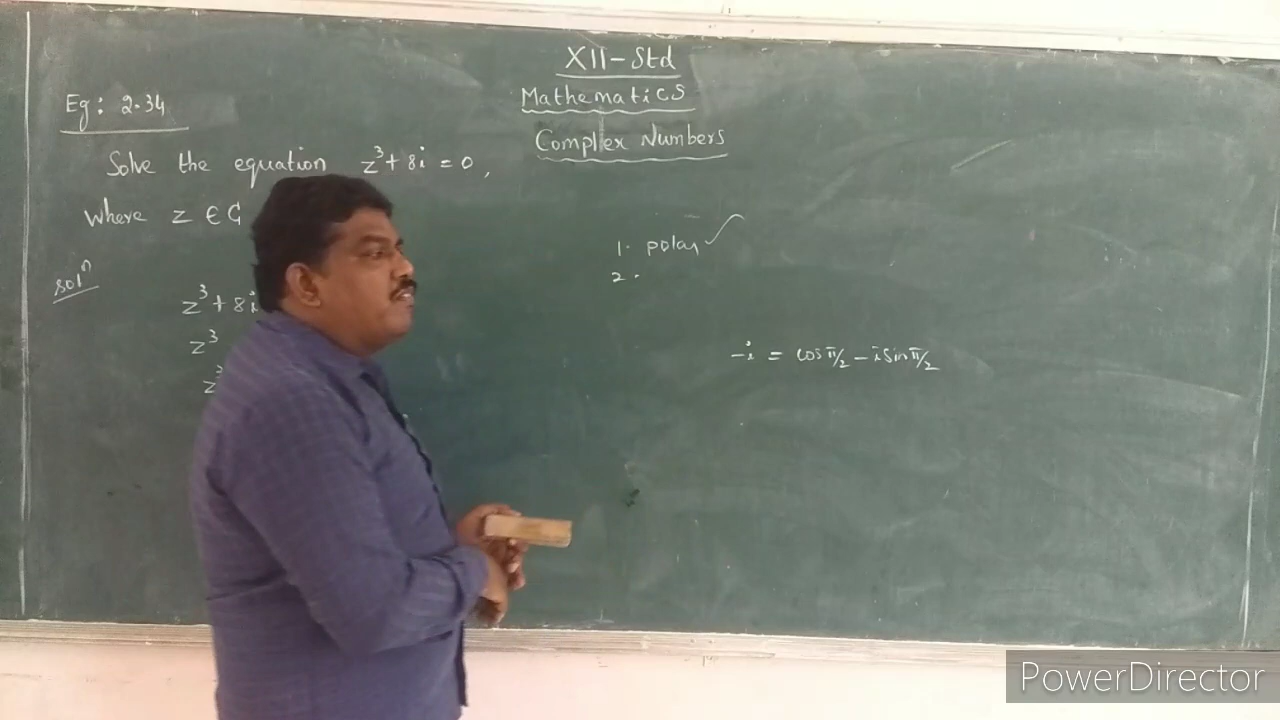 XII-Std
Mathematics
Complex Numbers
Eg: 2.34
Solve the equation z³ + 8i = 0,
where z ∈ ℂ
solⁿ
z³ + 8i
z³
z³
1. polar ✓
2.
-i = cos π/2 - i sin π/2
PowerDirector